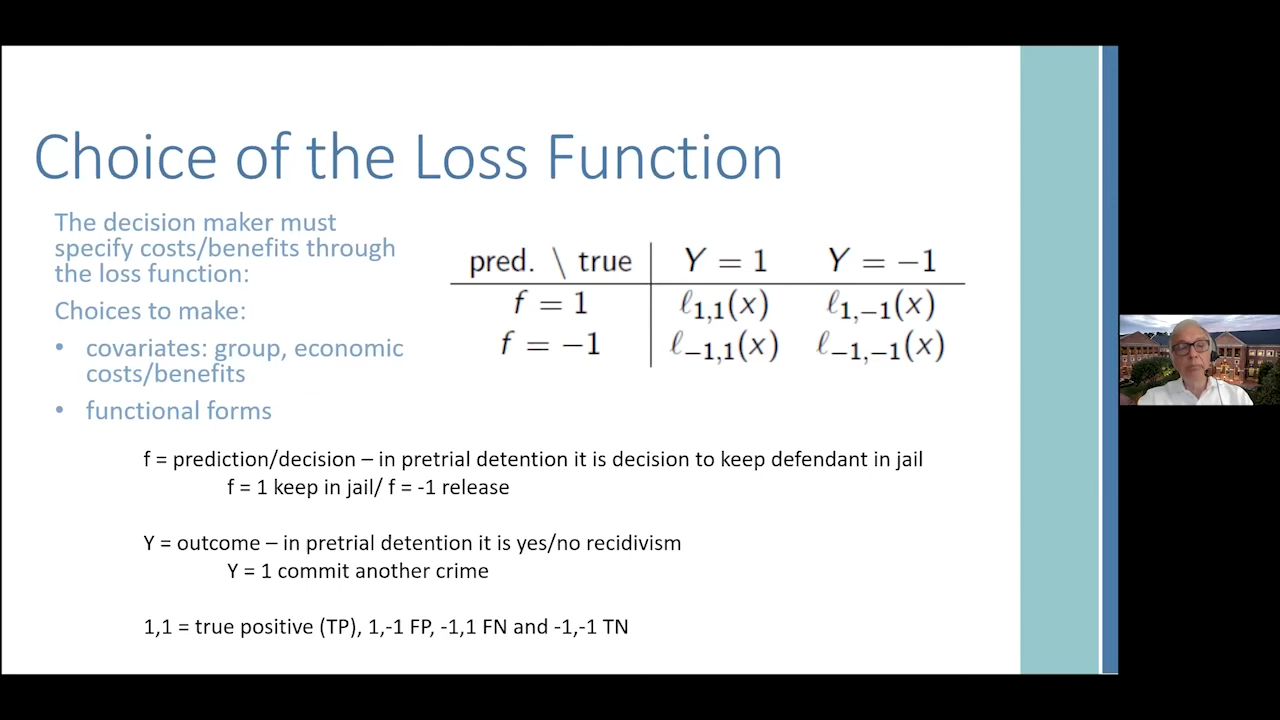 Choice of the Loss Function
The decision maker must
specify costs/benefits through
the loss function:
Choices to make:
• covariates: group, economic
costs/benefits
• functional forms
pred. \ true Y = 1 Y = −1
f = 1 ℓ1,1(x) ℓ1,−1(x)
f = −1 ℓ−1,1(x) ℓ−1,−1(x)
f = prediction/decision – in pretrial detention it is decision to keep defendant in jail
f = 1 keep in jail/ f = -1 release
Y = outcome – in pretrial detention it is yes/no recidivism
Y = 1 commit another crime
1,1 = true positive (TP), 1,-1 FP, -1,1 FN and -1,-1 TN